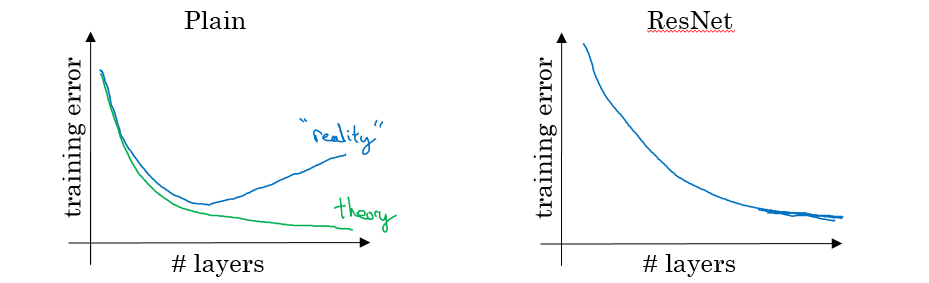 Plain
training error
"reality"
theory
# layers
ResNet
training error
# layers